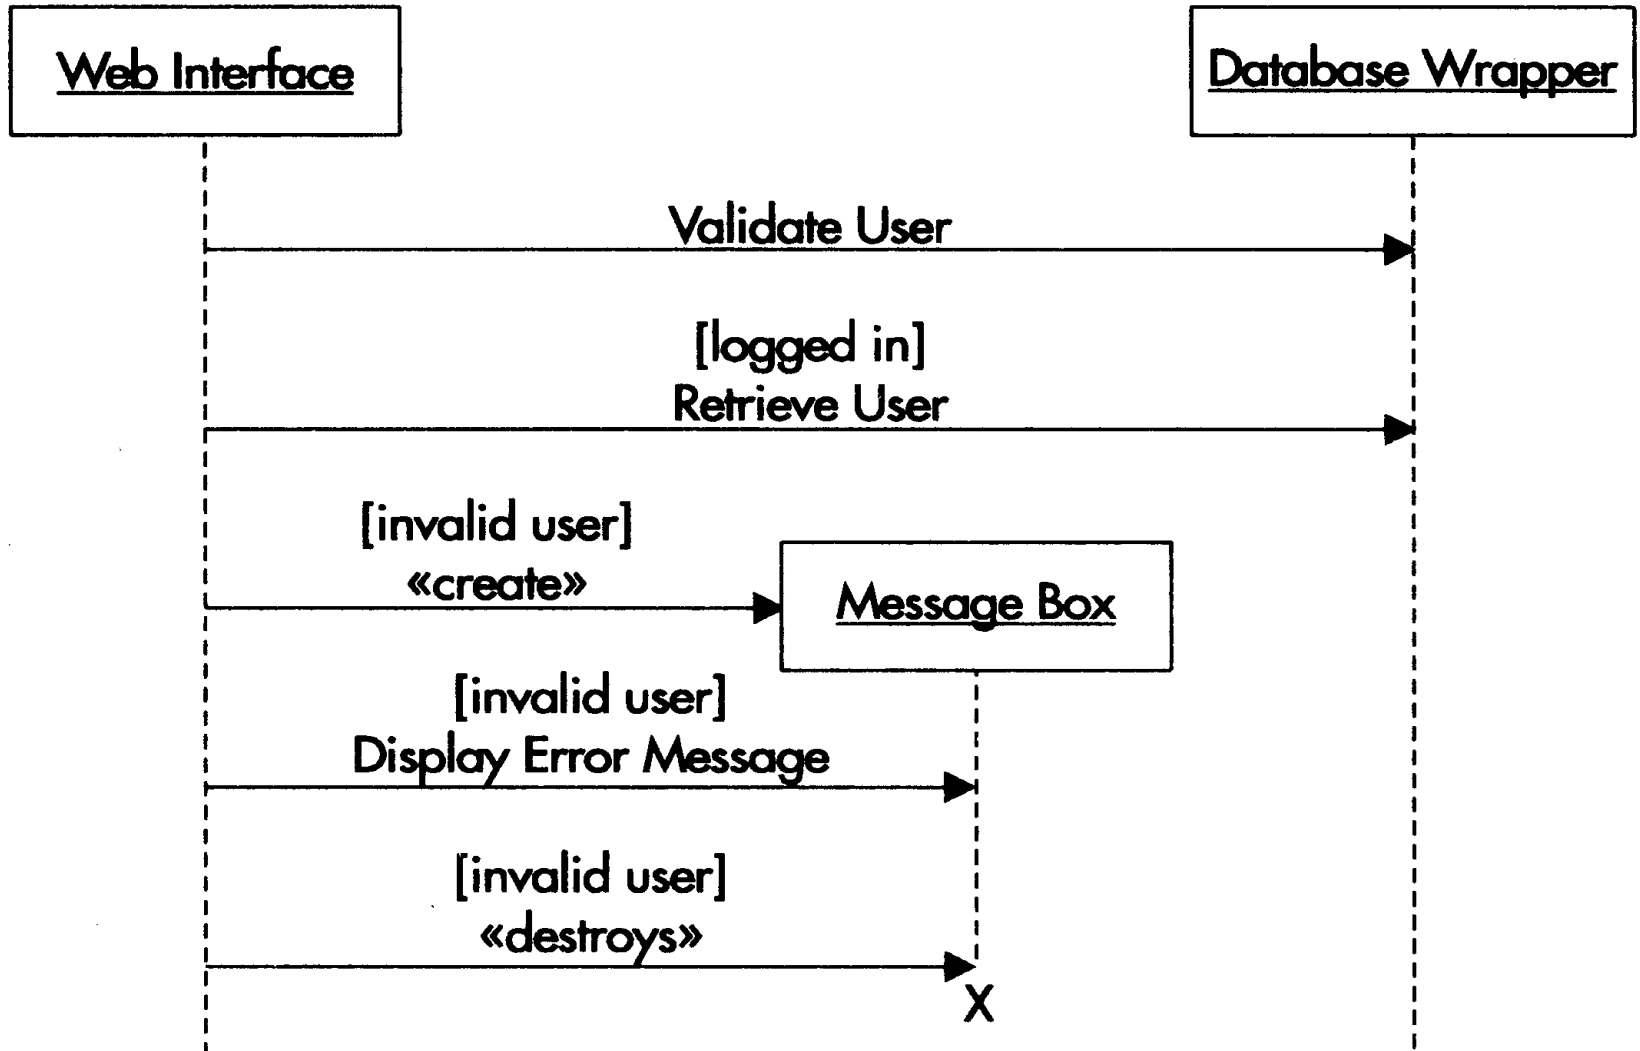 Web Interface
Database Wrapper
Validate User
[logged in]
Retrieve User
[invalid user]
«create»
Message Box
[invalid user]
Display Error Message
[invalid user]
«destroys»
X